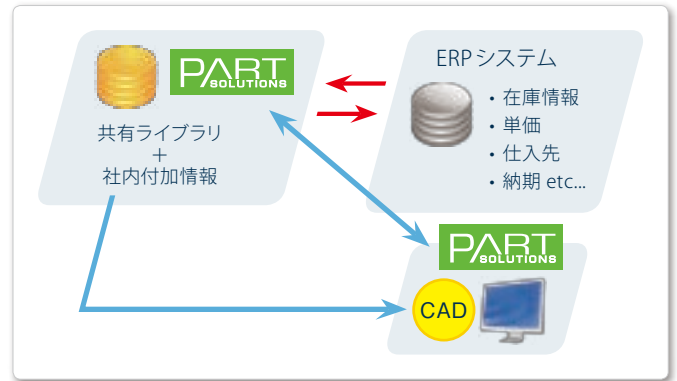 PART
SOLUTIONS
共有ライブラリ
+
社内付加情報
ERPシステム
・在庫情報
・単価
・仕入先
・納期 etc...
PART
SOLUTIONS
CAD